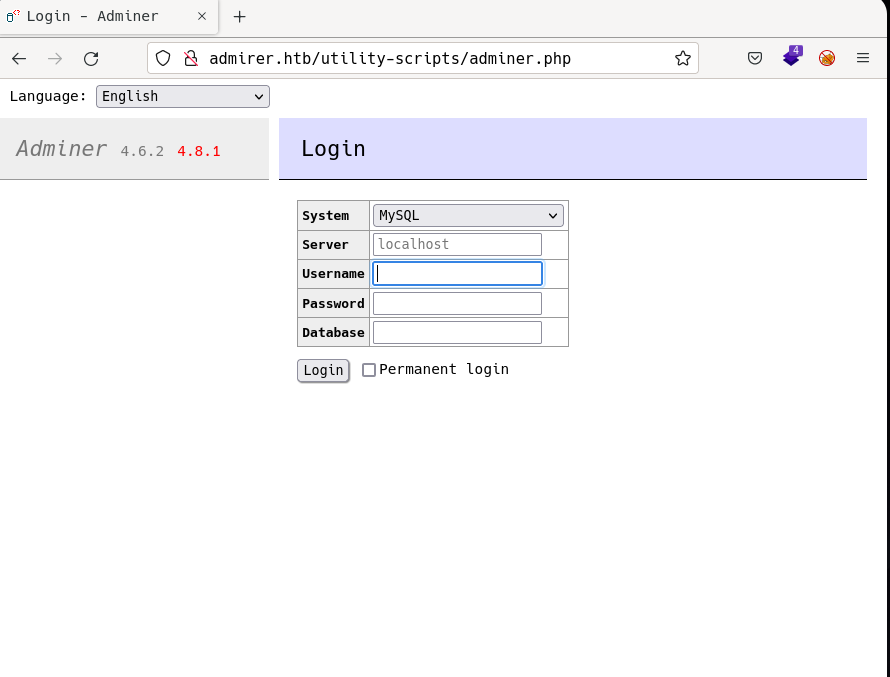 Login - Adminer
admirer.htb/utility-scripts/adminer.php
4
Language: English
Adminer 4.6.2 4.8.1
Login
System MySQL
Server localhost
Username
Password
Database
Login Permanent login